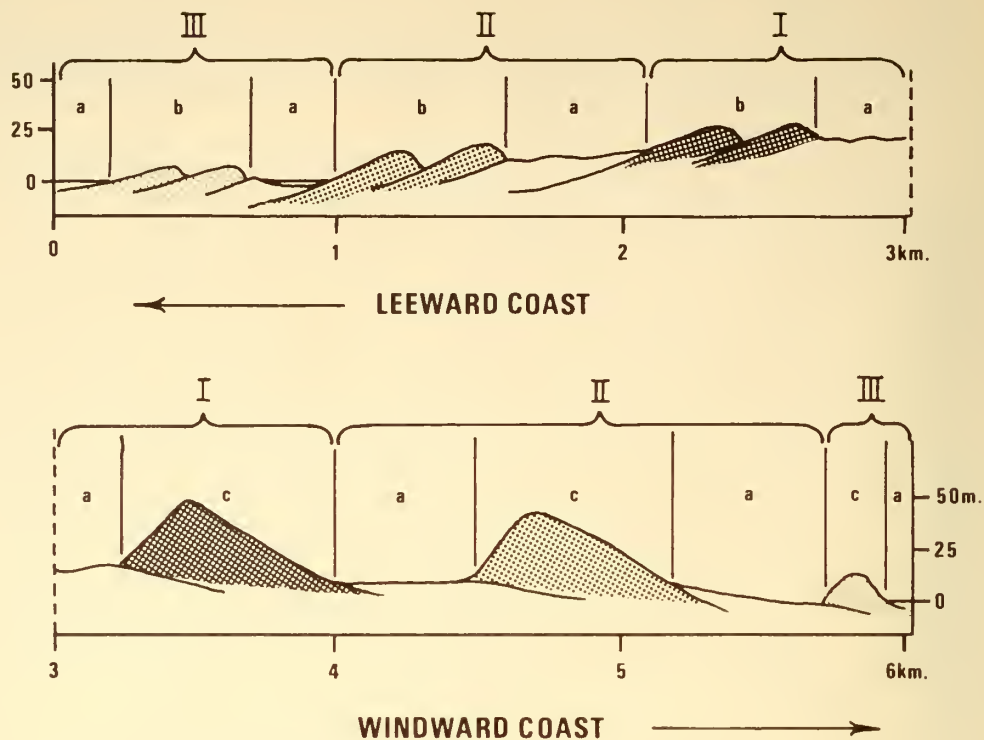 III II I
50
25
0
a b a b a b a
0 1 2 3km.
← LEEWARD COAST
I II III
a c a c a c a
50m.
25
0
3 4 5 6km.
WINDWARD COAST →